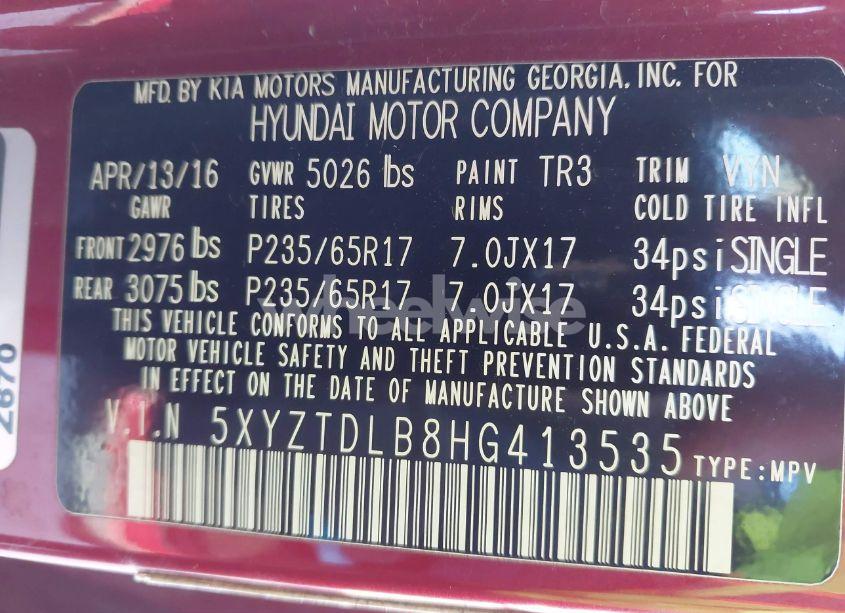 MFD. BY KIA MOTORS MANUFACTURING GEORGIA, INC. FOR
HYUNDAI MOTOR COMPANY
APR/13/16 GVWR 5026 lbs PAINT TR3 TRIM VYN
GAWR TIRES RIMS COLD TIRE INFL
FRONT 2976 lbs P235/65R17 7.0JX17 34psi SINGLE
REAR 3075 lbs P235/65R17 7.0JX17 34psi SINGLE
wheelwise
THIS VEHICLE CONFORMS TO ALL APPLICABLE U.S.A. FEDERAL
MOTOR VEHICLE SAFETY AND THEFT PREVENTION STANDARDS
IN EFFECT ON THE DATE OF MANUFACTURE SHOWN ABOVE
V.I.N 5XYZTDLB8HG413535 TYPE:MPV
2870